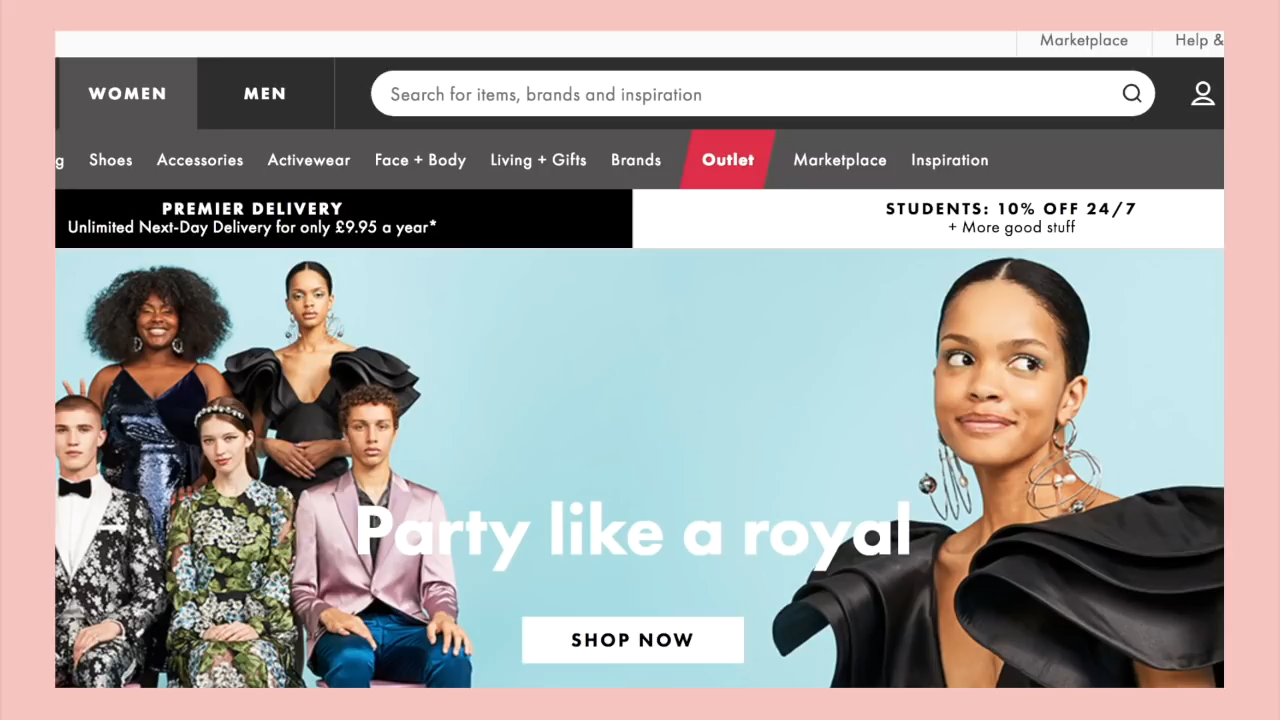 Marketplace Help &
WOMEN MEN Search for items, brands and inspiration
g Shoes Accessories Activewear Face + Body Living + Gifts Brands Outlet Marketplace Inspiration
PREMIER DELIVERY
Unlimited Next-Day Delivery for only £9.95 a year*
STUDENTS: 10% OFF 24/7
+ More good stuff
Party like a royal
SHOP NOW